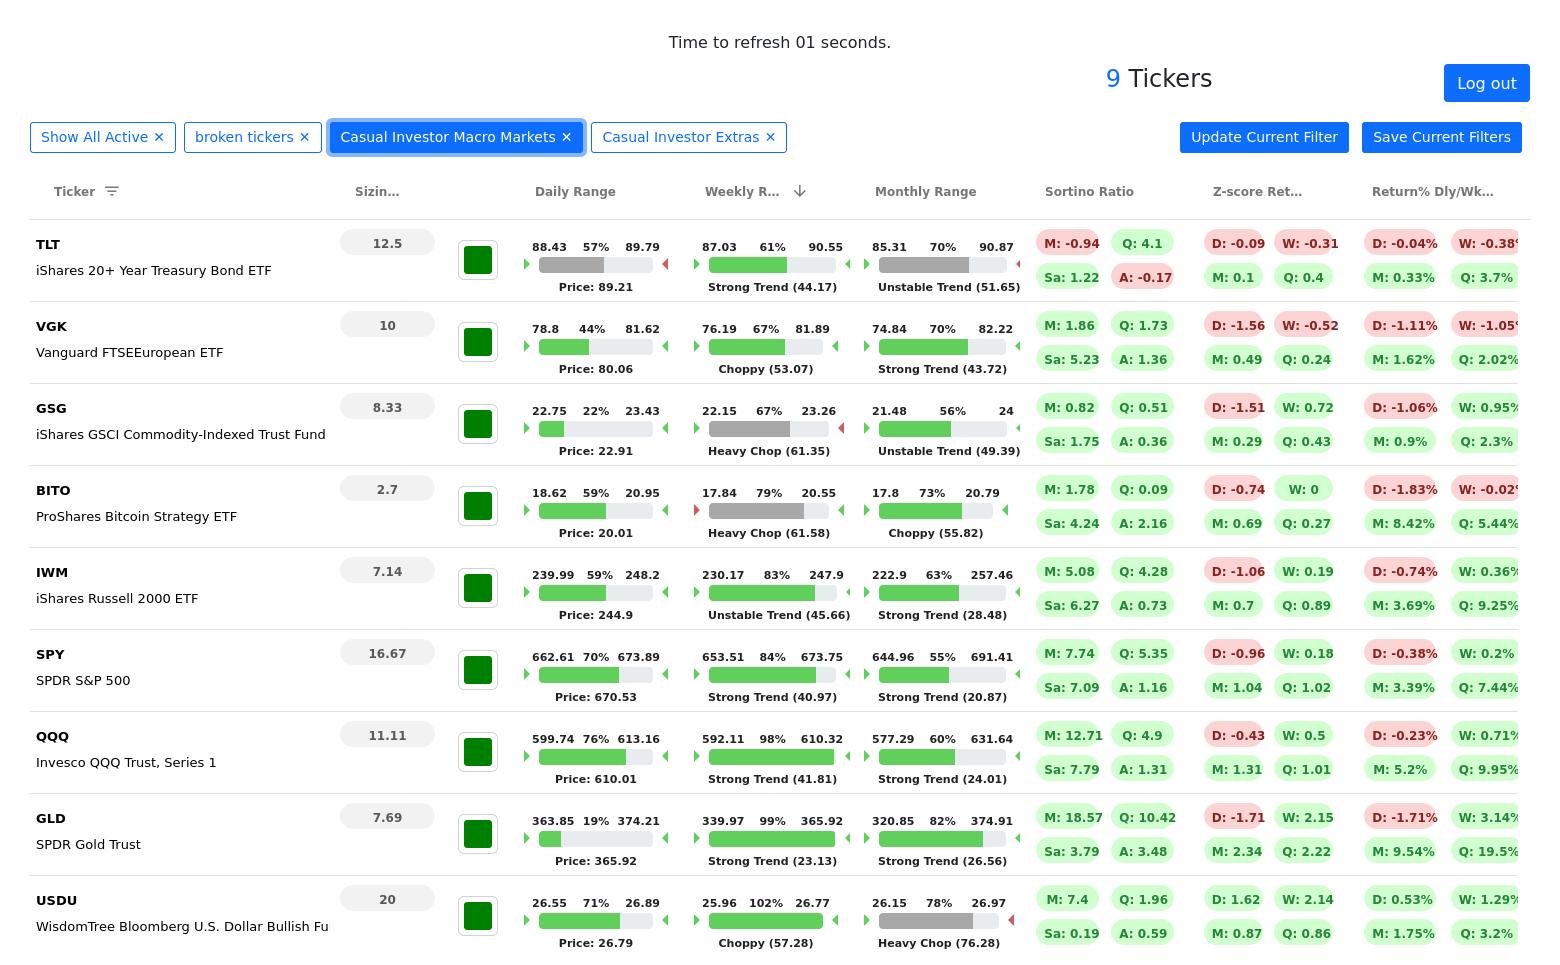 Time to refresh 01 seconds.
9 Tickers
Log out
Show All Active ✕ broken tickers ✕ Casual Investor Macro Markets ✕ Casual Investor Extras ✕ Update Current Filter Save Current Filters
Ticker Sizin... Daily Range Weekly R... Monthly Range Sortino Ratio Z-score Ret... Return% Dly/Wk...
TLT 12.5 88.43 57% 89.79 87.03 61% 90.55 85.31 70% 90.87 M: -0.94 Q: 4.1 D: -0.09 W: -0.31 D: -0.04% W: -0.38%
iShares 20+ Year Treasury Bond ETF Price: 89.21 Strong Trend (44.17) Unstable Trend (51.65) Sa: 1.22 A: -0.17 M: 0.1 Q: 0.4 M: 0.33% Q: 3.7%
VGK 10 78.8 44% 81.62 76.19 67% 81.89 74.84 70% 82.22 M: 1.86 Q: 1.73 D: -1.56 W: -0.52 D: -1.11% W: -1.05%
Vanguard FTSEEuropean ETF Price: 80.06 Choppy (53.07) Strong Trend (43.72) Sa: 5.23 A: 1.36 M: 0.49 Q: 0.24 M: 1.62% Q: 2.02%
GSG 8.33 22.75 22% 23.43 22.15 67% 23.26 21.48 56% 24 M: 0.82 Q: 0.51 D: -1.51 W: 0.72 D: -1.06% W: 0.95%
iShares GSCI Commodity-Indexed Trust Fund Price: 22.91 Heavy Chop (61.35) Unstable Trend (49.39) Sa: 1.75 A: 0.36 M: 0.29 Q: 0.43 M: 0.9% Q: 2.3%
BITO 2.7 18.62 59% 20.95 17.84 79% 20.55 17.8 73% 20.79 M: 1.78 Q: 0.09 D: -0.74 W: 0 D: -1.83% W: -0.02%
ProShares Bitcoin Strategy ETF Price: 20.01 Heavy Chop (61.58) Choppy (55.82) Sa: 4.24 A: 2.16 M: 0.69 Q: 0.27 M: 8.42% Q: 5.44%
IWM 7.14 239.99 59% 248.2 230.17 83% 247.9 222.9 63% 257.46 M: 5.08 Q: 4.28 D: -1.06 W: 0.19 D: -0.74% W: 0.36%
iShares Russell 2000 ETF Price: 244.9 Unstable Trend (45.66) Strong Trend (28.48) Sa: 6.27 A: 0.73 M: 0.7 Q: 0.89 M: 3.69% Q: 9.25%
SPY 16.67 662.61 70% 673.89 653.51 84% 673.75 644.96 55% 691.41 M: 7.74 Q: 5.35 D: -0.96 W: 0.18 D: -0.38% W: 0.2%
SPDR S&P 500 Price: 670.53 Strong Trend (40.97) Strong Trend (20.87) Sa: 7.09 A: 1.16 M: 1.04 Q: 1.02 M: 3.39% Q: 7.44%
QQQ 11.11 599.74 76% 613.16 592.11 98% 610.32 577.29 60% 631.64 M: 12.71 Q: 4.9 D: -0.43 W: 0.5 D: -0.23% W: 0.71%
Invesco QQQ Trust, Series 1 Price: 610.01 Strong Trend (41.81) Strong Trend (24.01) Sa: 7.79 A: 1.31 M: 1.31 Q: 1.01 M: 5.2% Q: 9.95%
GLD 7.69 363.85 19% 374.21 339.97 99% 365.92 320.85 82% 374.91 M: 18.57 Q: 10.42 D: -1.71 W: 2.15 D: -1.71% W: 3.14%
SPDR Gold Trust Price: 365.92 Strong Trend (23.13) Strong Trend (26.56) Sa: 3.79 A: 3.48 M: 2.34 Q: 2.22 M: 9.54% Q: 19.5%
USDU 20 26.55 71% 26.89 25.96 102% 26.77 26.15 78% 26.97 M: 7.4 Q: 1.96 D: 1.62 W: 2.14 D: 0.53% W: 1.29%
WisdomTree Bloomberg U.S. Dollar Bullish Fu Price: 26.79 Choppy (57.28) Heavy Chop (76.28) Sa: 0.19 A: 0.59 M: 0.87 Q: 0.86 M: 1.75% Q: 3.2%